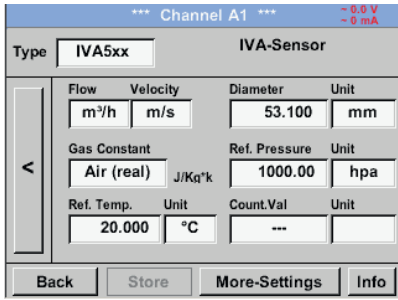 *** Channel A1 ***
~ 0.0 V
~ 0 mA
Type IVA5xx IVA-Sensor
Flow Velocity Diameter Unit
m³/h m/s 53.100 mm
Gas Constant Ref. Pressure Unit
< Air (real) J/Kg*k 1000.00 hpa
Ref. Temp. Unit Count.Val Unit
20.000 °C ---
Back Store More-Settings Info